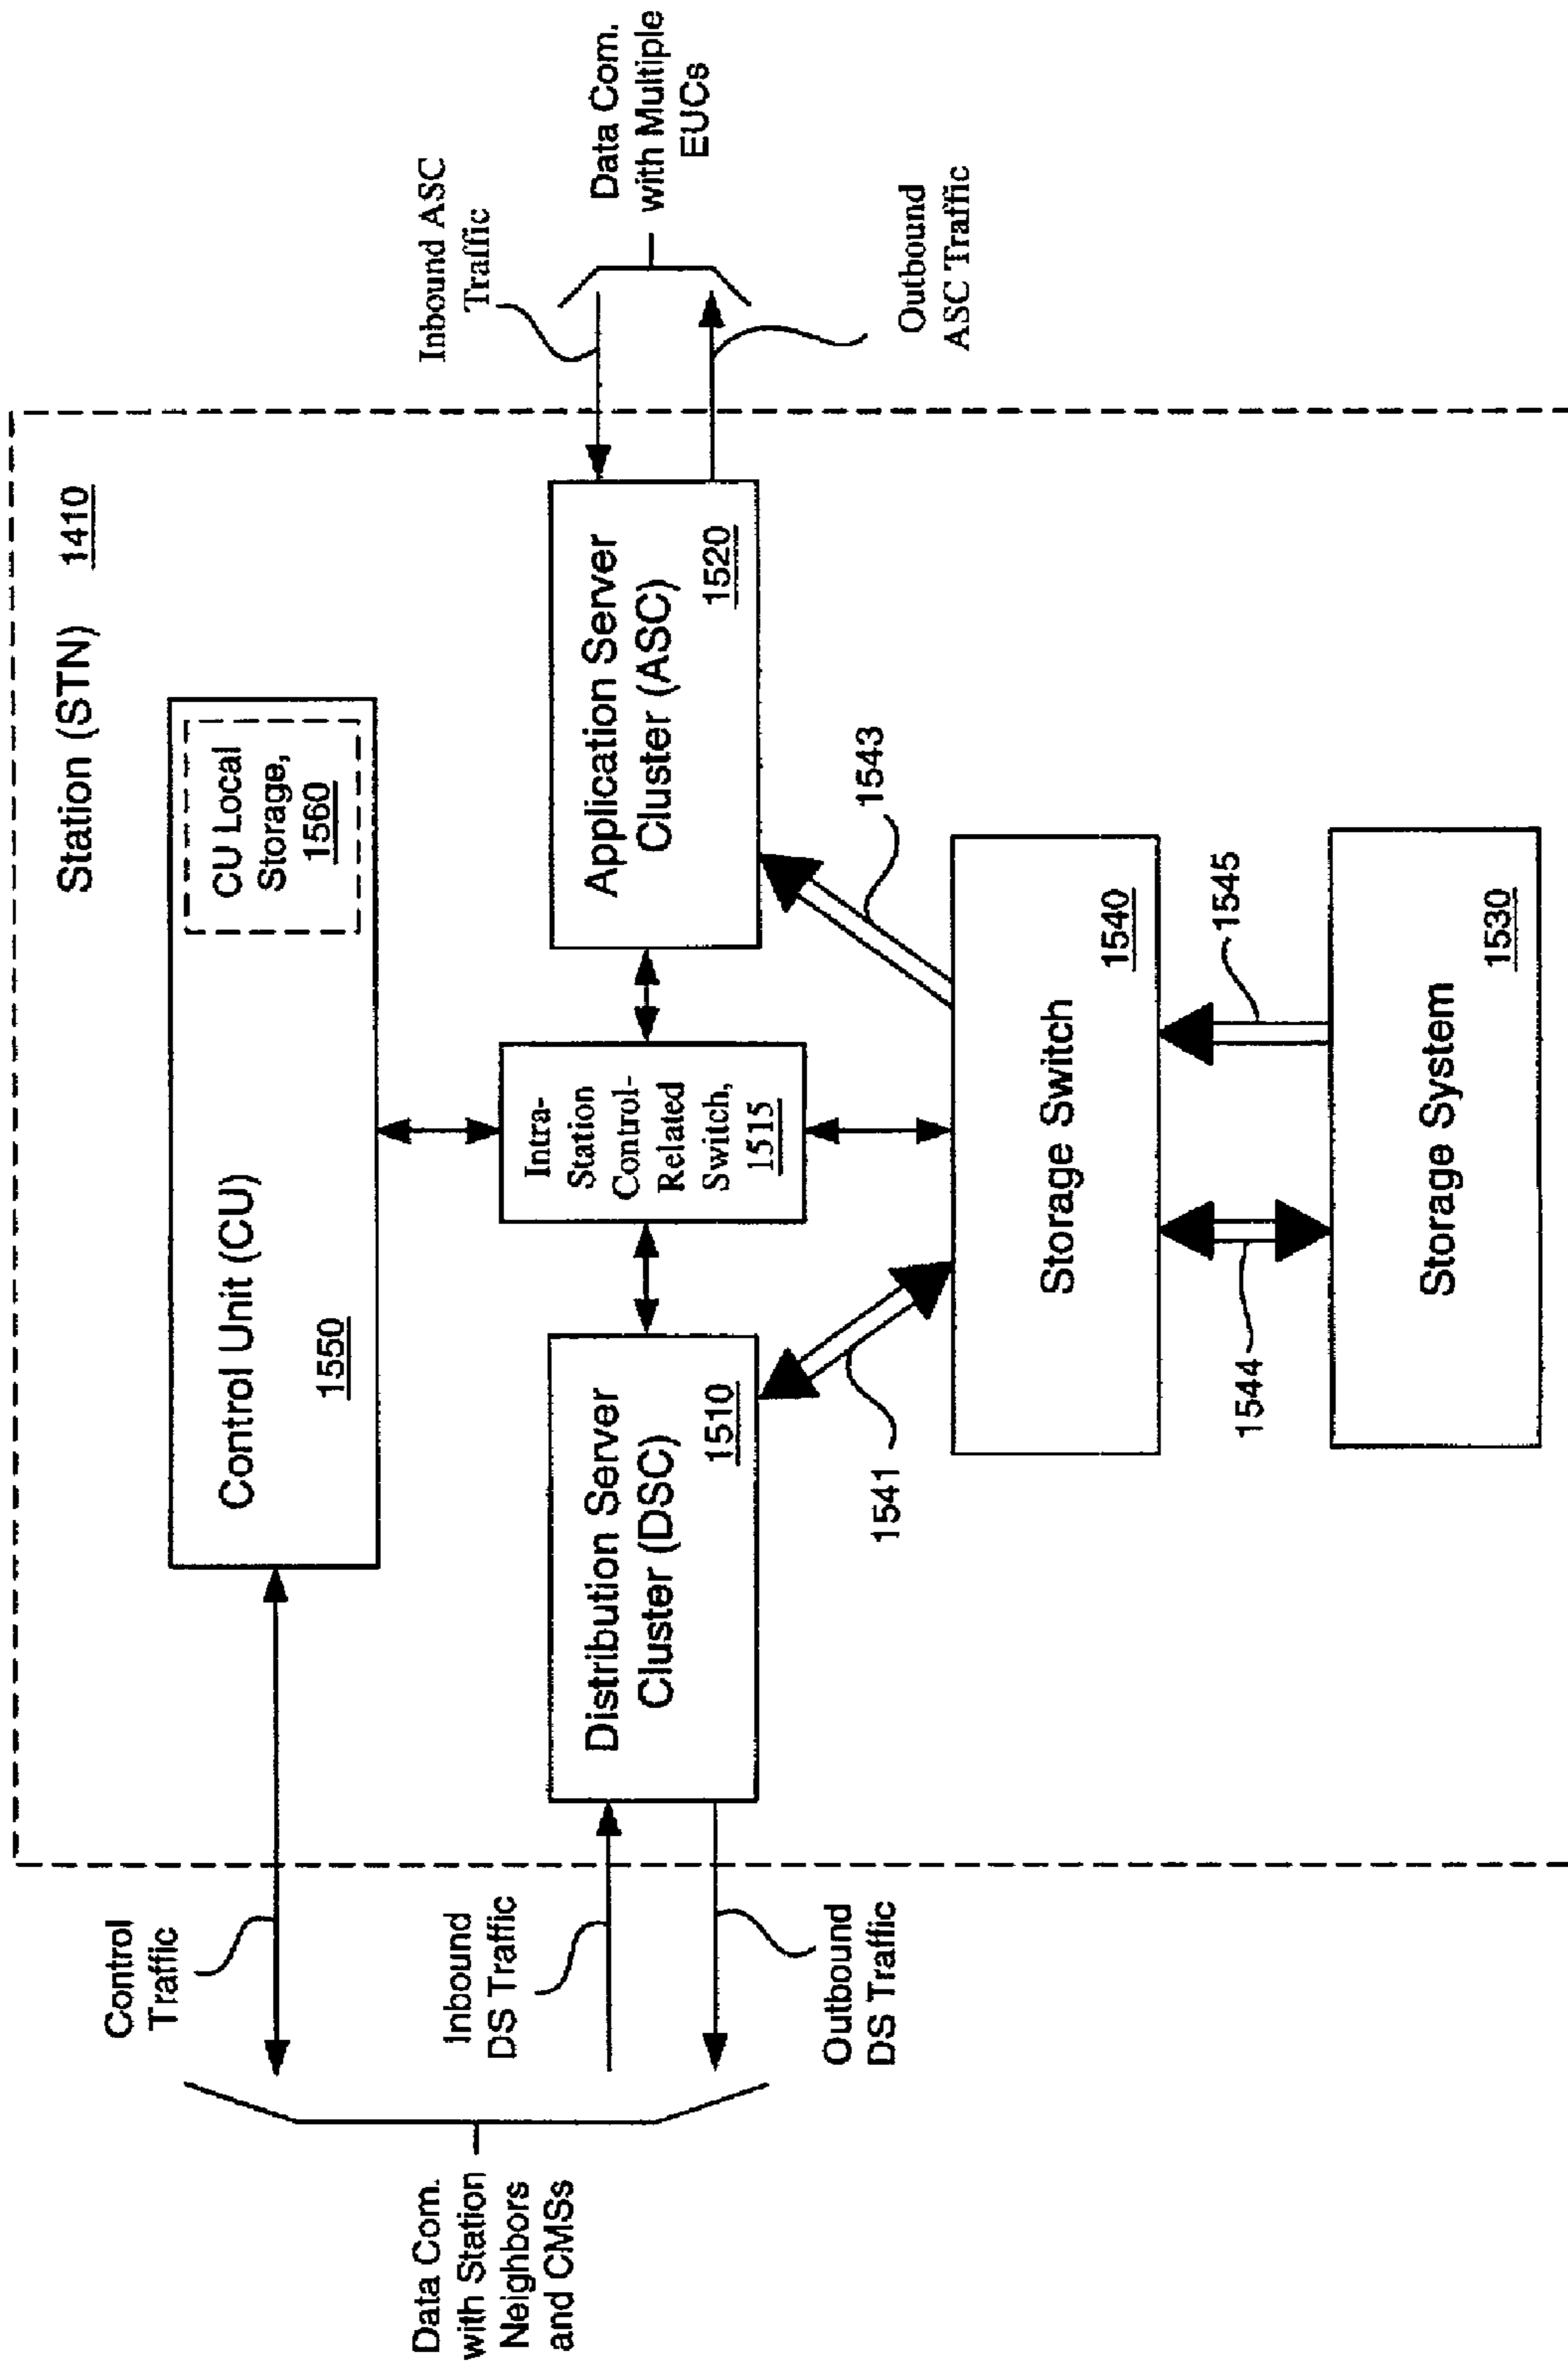 Station (STN) 1410
Control Unit (CU)
1550
CU Local
Storage,
1560
Control
Traffic
Inbound
DS Traffic
Outbound
DS Traffic
Data Com.
with Station
Neighbors
and CMSs
Distribution Server
Cluster (DSC)
1510
Intra-
Station
Control-
Related
Switch,
1515
Application Server
Cluster (ASC)
1520
Inbound ASC
Traffic
Outbound
ASC Traffic
Data Com.
with Multiple
EUCs
1541
1543
Storage Switch
1540
1544
1545
Storage System
1530